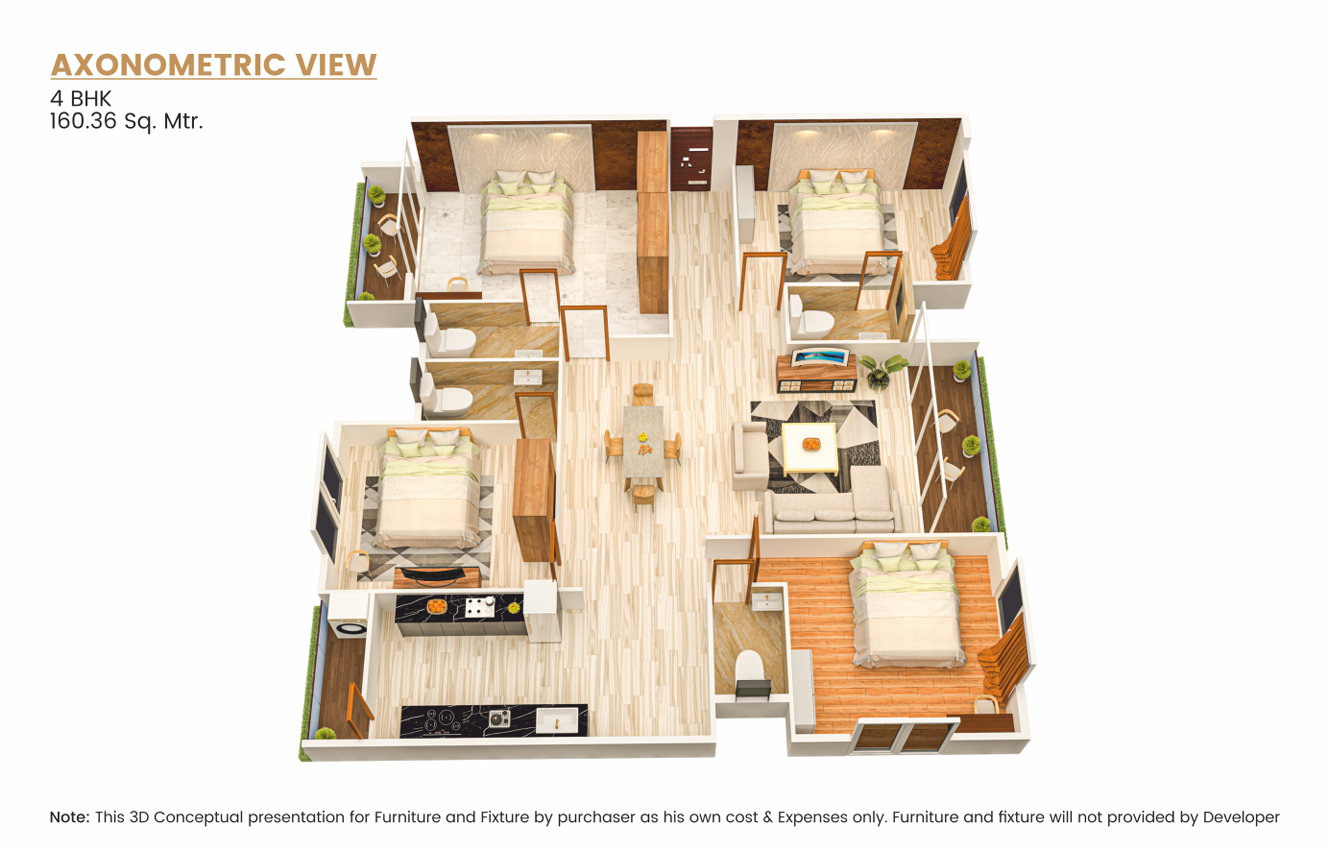 AXONOMETRIC VIEW
4 BHK
160.36 Sq. Mtr.
Note: This 3D Conceptual presentation for Furniture and Fixture by purchaser as his own cost & Expenses only. Furniture and fixture will not provided by Developer